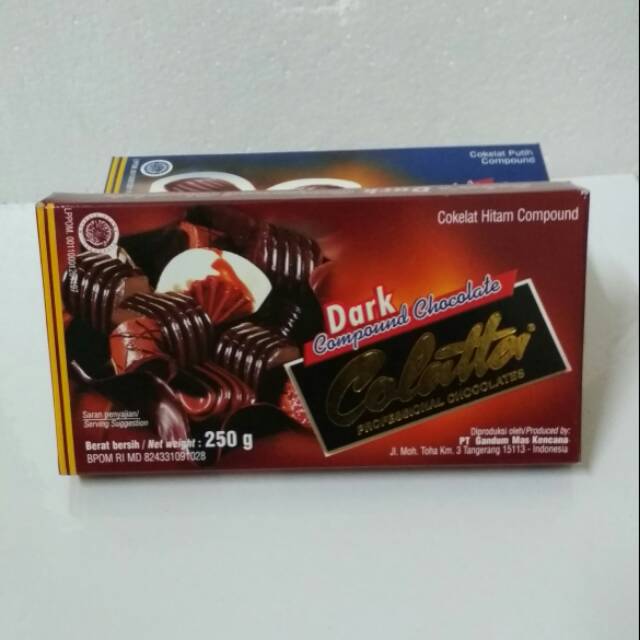 Cokelat Putih
Compound
Cokelat Hitam Compound
Dark
Compound Chocolate
Colatta
PROFESSIONAL CHOCOLATES
Saran penyajian/
Serving Suggestion
Berat bersih / Net weight : 250 g
BPOM RI MD 824331091028
Diproduksi oleh/Produced by:
PT Gandum Mas Kencana
Jl. Moh. Toha Km. 3 Tangerang 15113 - Indonesia